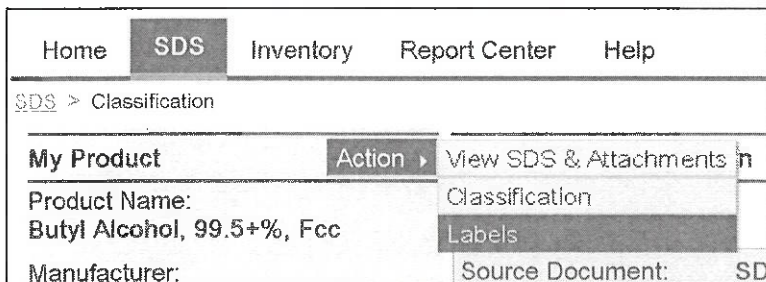 Home SDS Inventory Report Center Help
SDS > Classification
My Product Action View SDS & Attachments n
Product Name: Classification
Butyl Alcohol, 99.5+%, Fcc Labels
Manufacturer: Source Document: SD